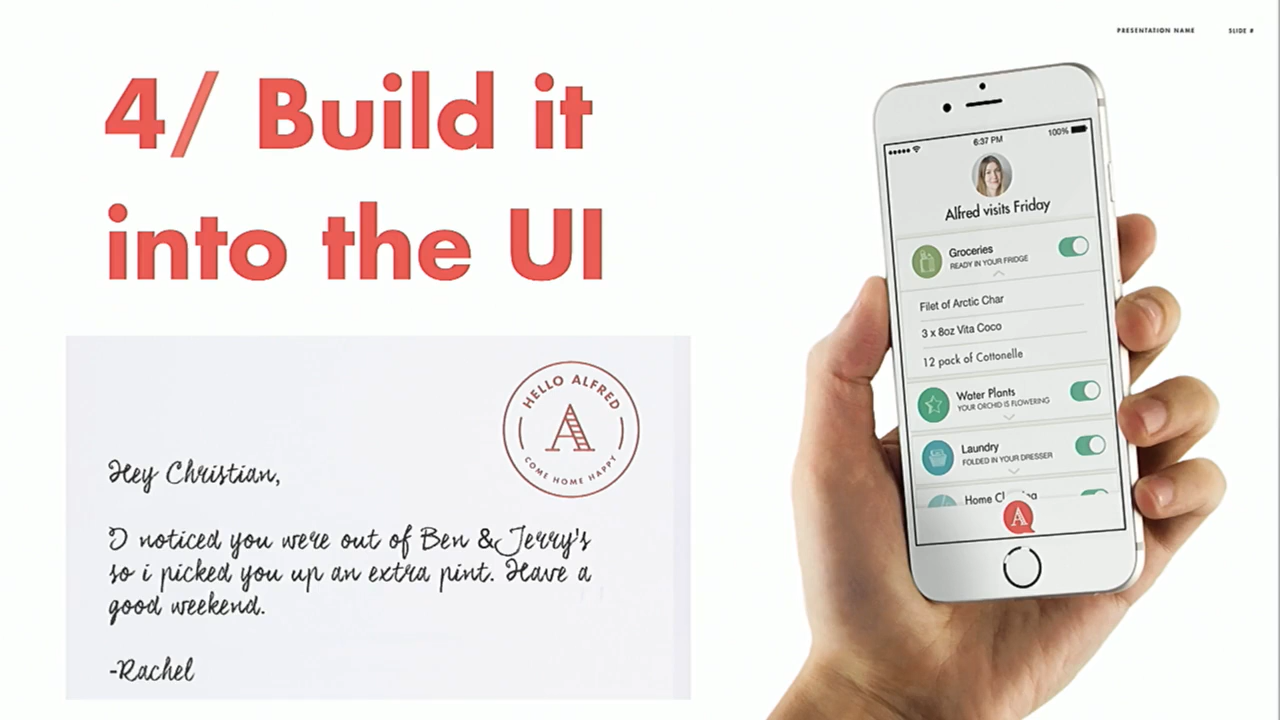 PRESENTATION NAME SLIDE #
4/ Build it
into the UI
HELLO ALFRED
A
COME HOME HAPPY
Hey Christian,
I noticed you were out of Ben & Jerry's
so i picked you up an extra pint. Have a
good weekend.
-Rachel
6:37 PM 100%
Alfred visits Friday
Groceries
READY IN YOUR FRIDGE
Filet of Arctic Char
3 x 8oz Vita Coco
12 pack of Cottonelle
Water Plants
YOUR ORCHID IS FLOWERING
Laundry
FOLDED IN YOUR DRESSER
Home
A